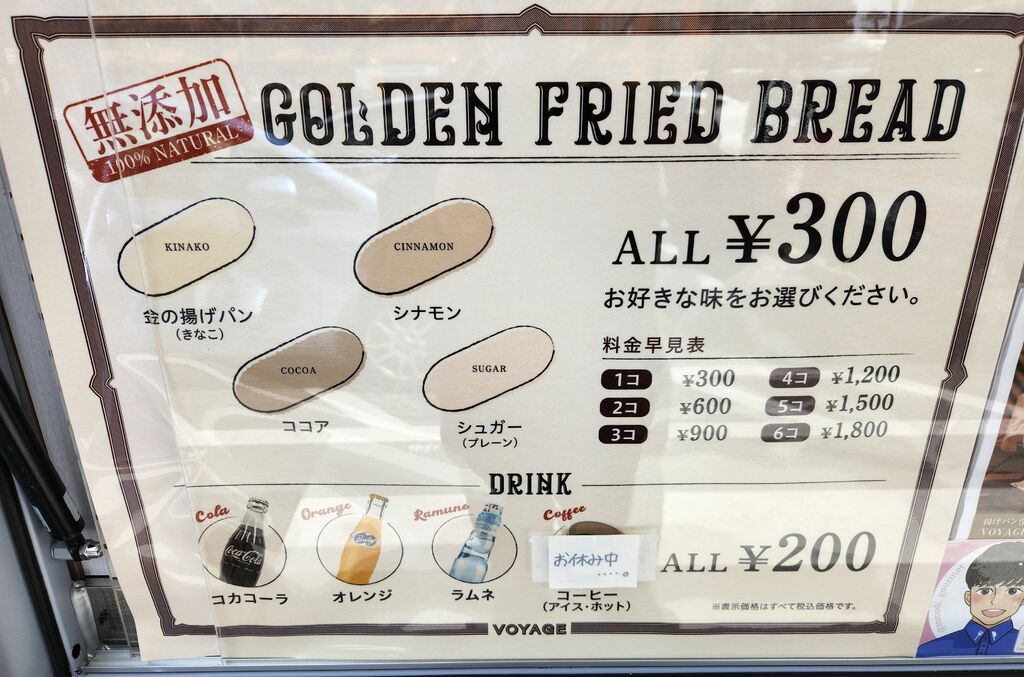 無添加
100% NATURAL
GOLDEN FRIED BREAD
KINAKO
金の揚げパン
(きなこ)
CINNAMON
シナモン
COCOA
ココア
SUGAR
シュガー
(プレーン)
ALL ¥300
お好きな味をお選びください。
料金早見表
1コ ¥300
2コ ¥600
3コ ¥900
4コ ¥1,200
5コ ¥1,500
6コ ¥1,800
DRINK
Cola
Coca-Cola
コカコーラ
Orange
オレンジ
Ramune
ラムネ
Coffee
お休み中
コーヒー
(アイス・ホット)
ALL ¥200
※表示価格はすべて税込価格です。
VOYAGE